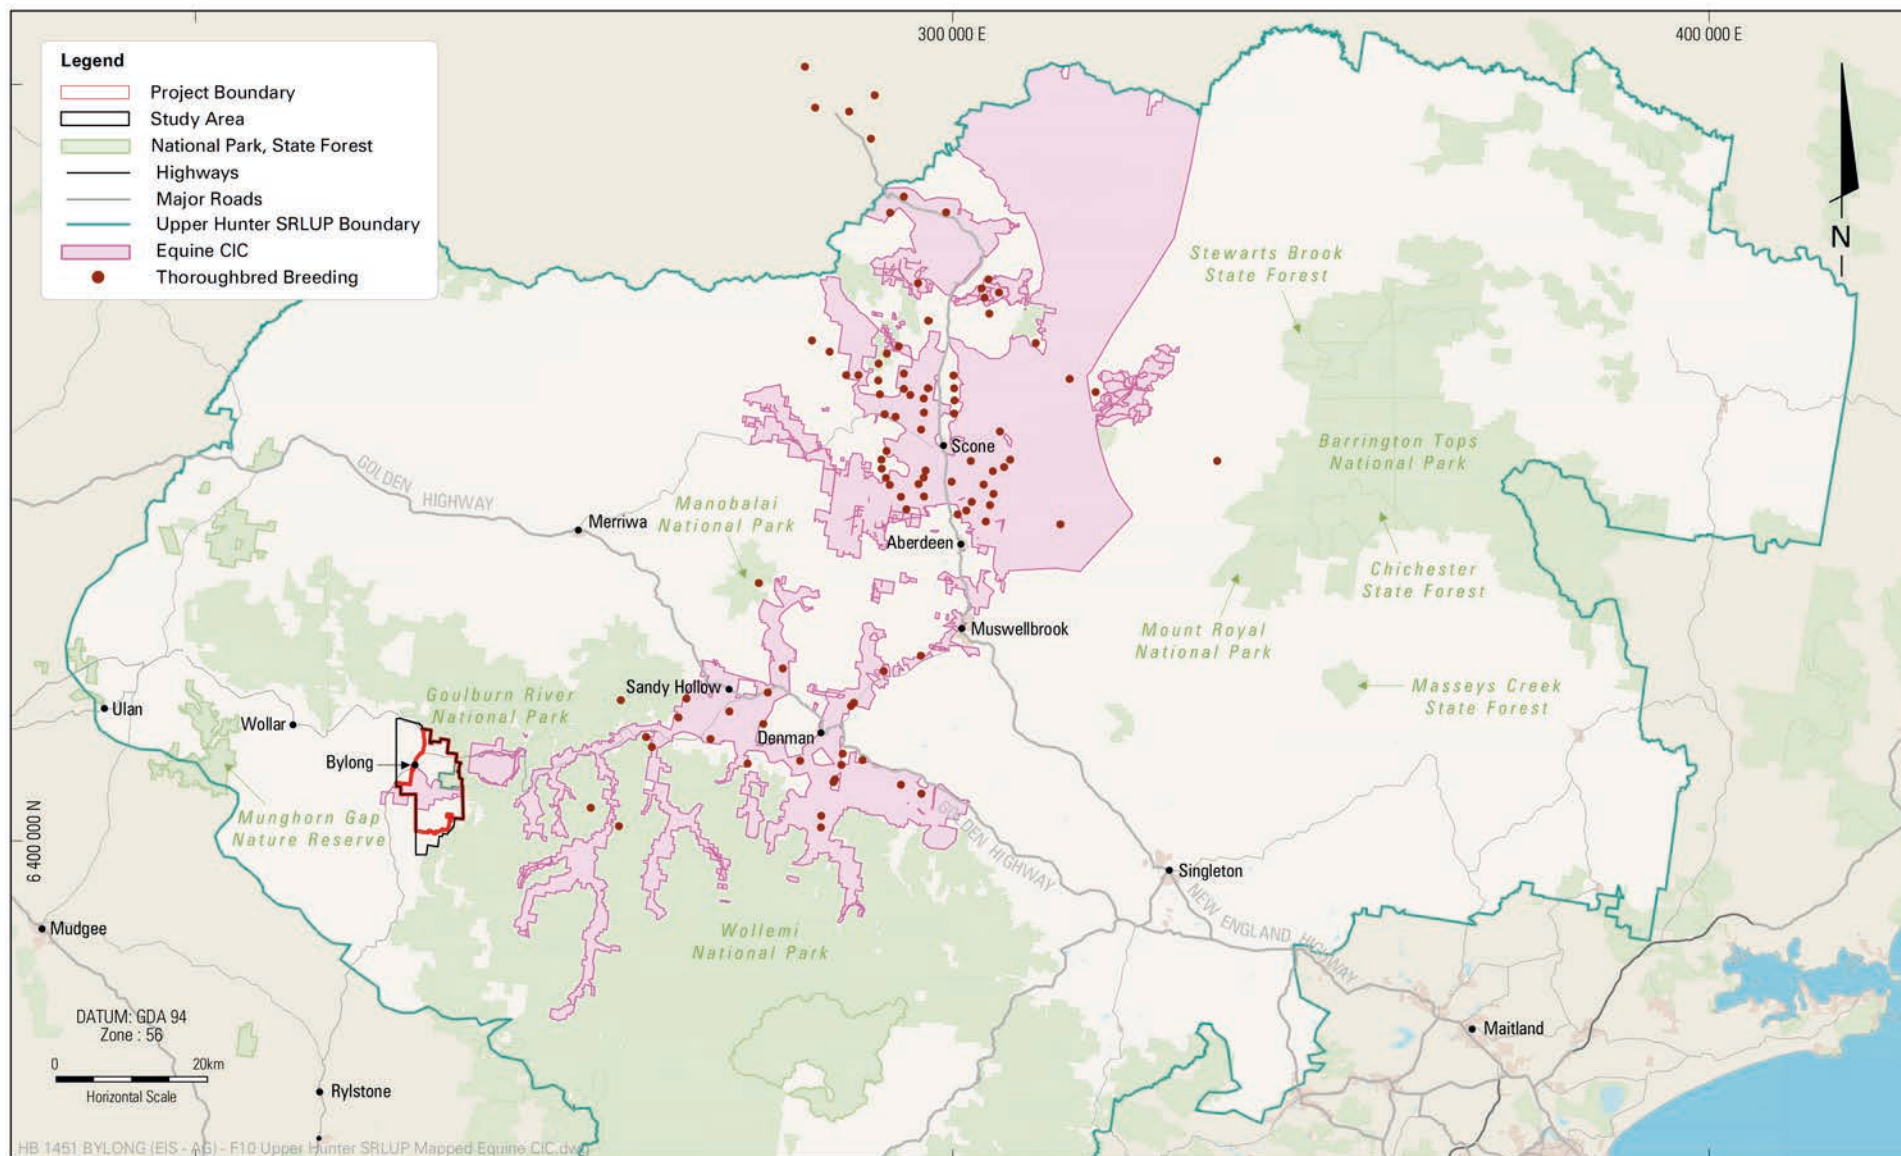 300 000 E
400 000 E
Legend
Project Boundary
Study Area
National Park, State Forest
Highways
Major Roads
Upper Hunter SRLUP Boundary
Equine CIC
Thoroughbred Breeding
N
Stewarts Brook
State Forest
Barrington Tops
National Park
Scone
GOLDEN HIGHWAY
Manobalai
National Park
Merriwa
Aberdeen
Chichester
State Forest
Muswellbrook
Mount Royal
National Park
Sandy Hollow
Goulburn River
National Park
Masseys Creek
State Forest
Ulan
Wollar
Denman
Bylong
Munghorn Gap
Nature Reserve
6 400 000 N
GOLDEN HIGHWAY
Singleton
NEW ENGLAND HIGHWAY
Mudgee
Wollemi
National Park
DATUM: GDA 94
Zone : 56
0 20km
Horizontal Scale
Maitland
Rylstone
HB 1451 BYLONG (EIS - AG) - F10 Upper Hunter SRLUP Mapped Equine CIC.dwg